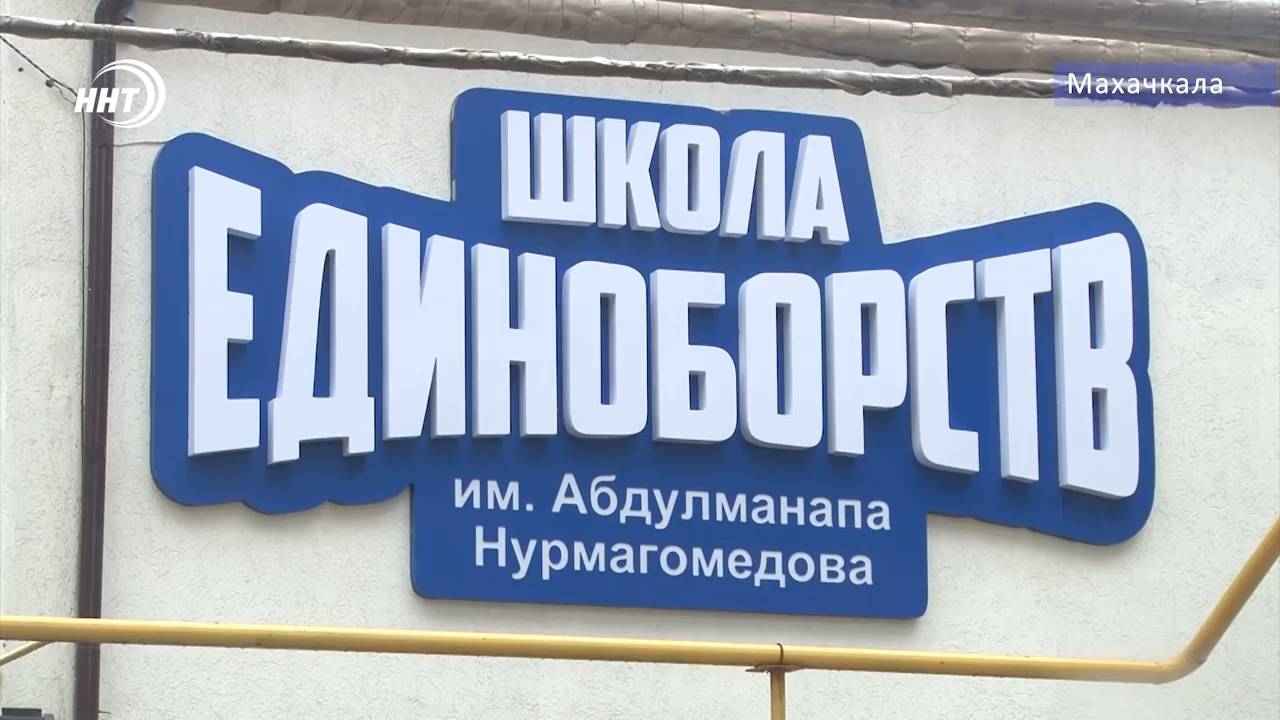 ННТ
Махачкала
ШКОЛА
ЕДИНОБОРСТВ
им. Абдулманапа
Нурмагомедова